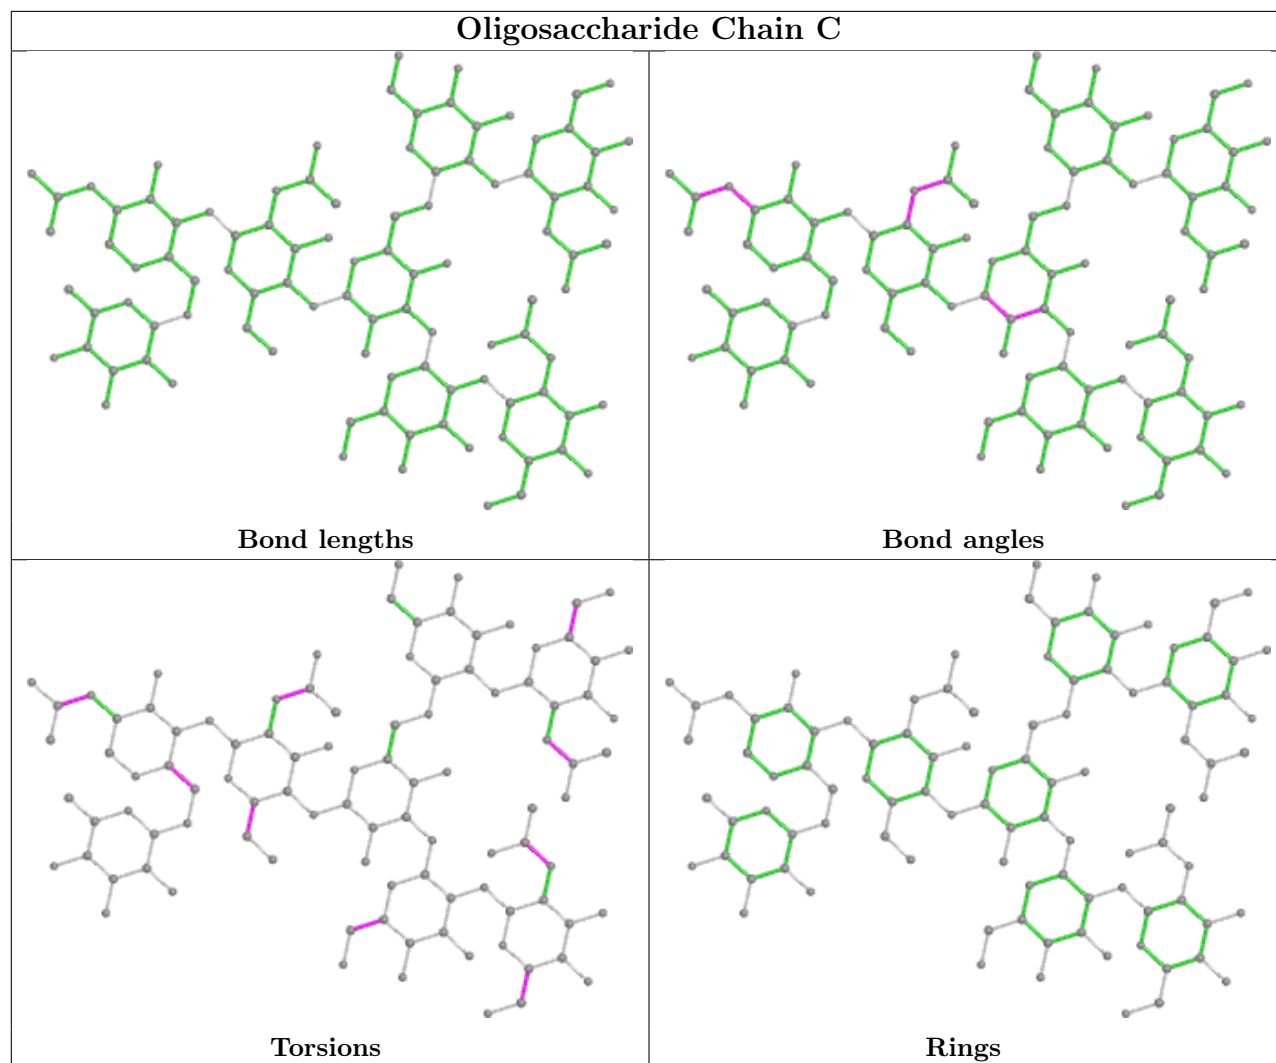 Oligosaccharide Chain C
Bond lengths
Bond angles
Torsions
Rings